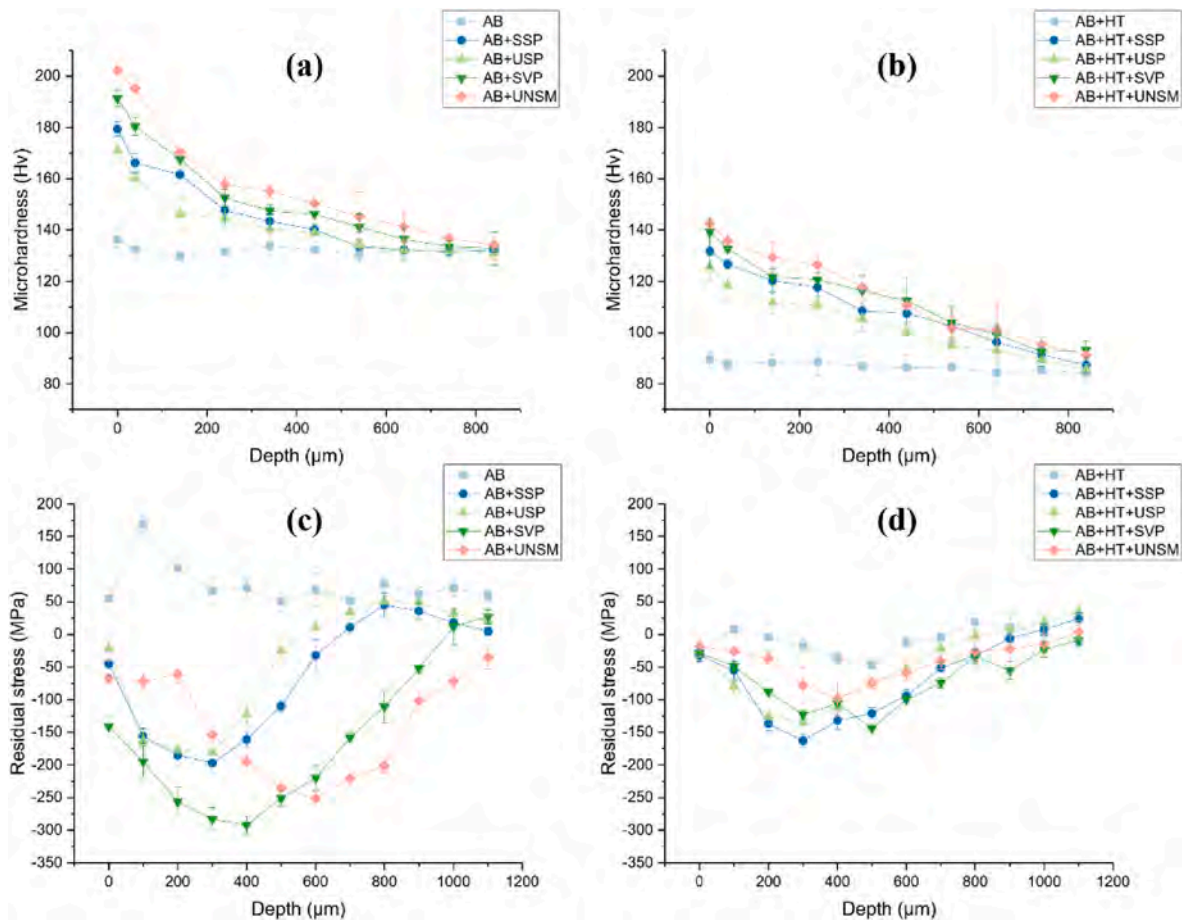 AB
AB+SSP
AB+USP
AB+SVP
AB+UNSM
(a)
200
180
160
140
120
100
80
Microhardness (Hv)
0 200 400 600 800
Depth (µm)
AB+HT
AB+HT+SSP
AB+HT+USP
AB+HT+SVP
AB+HT+UNSM
(b)
200
180
160
140
120
100
80
Microhardness (Hv)
0 200 400 600 800
Depth (µm)
AB
AB+SSP
AB+USP
AB+SVP
AB+UNSM
(c)
200
150
100
50
0
-50
-100
-150
-200
-250
-300
-350
Residual stress (MPa)
0 200 400 600 800 1000 1200
Depth (µm)
AB+HT
AB+HT+SSP
AB+HT+USP
AB+HT+SVP
AB+HT+UNSM
(d)
200
150
100
50
0
-50
-100
-150
-200
-250
-300
-350
Residual stress (MPa)
0 200 400 600 800 1000 1200
Depth (µm)